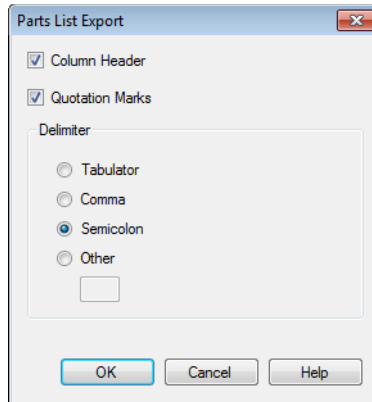 Parts List Export
Column Header
Quotation Marks
Delimiter
Tabulator
Comma
Semicolon
Other
OK Cancel Help